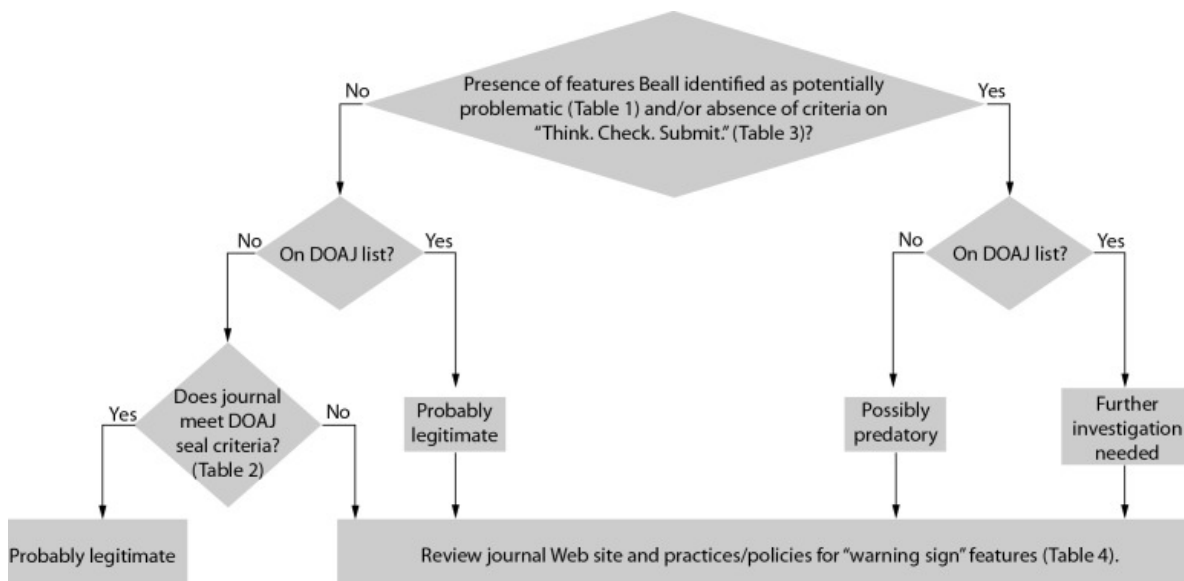 Presence of features Beall identified as potentially
problematic (Table 1) and/or absence of criteria on
“Think. Check. Submit.” (Table 3)?
No
Yes
On DOAJ list?
No
Yes
On DOAJ list?
No
Yes
Does journal
meet DOAJ
seal criteria?
(Table 2)
Yes
No
Probably
legitimate
Possibly
predatory
Further
investigation
needed
Probably legitimate
Review journal Web site and practices/policies for “warning sign” features (Table 4).